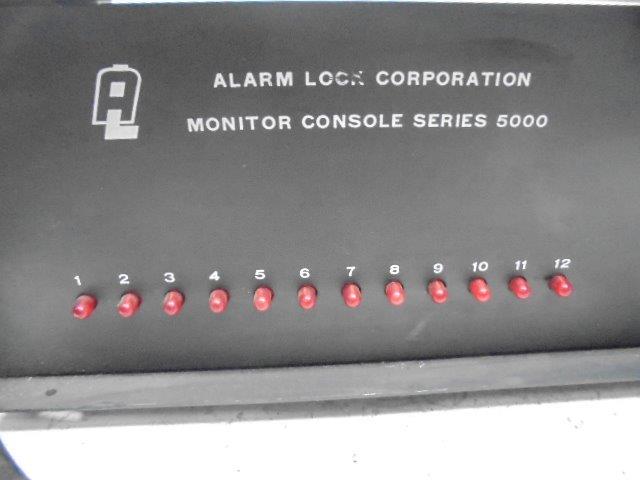 ALARM LOCK CORPORATION
MONITOR CONSOLE SERIES 5000
1 2 3 4 5 6 7 8 9 10 11 12